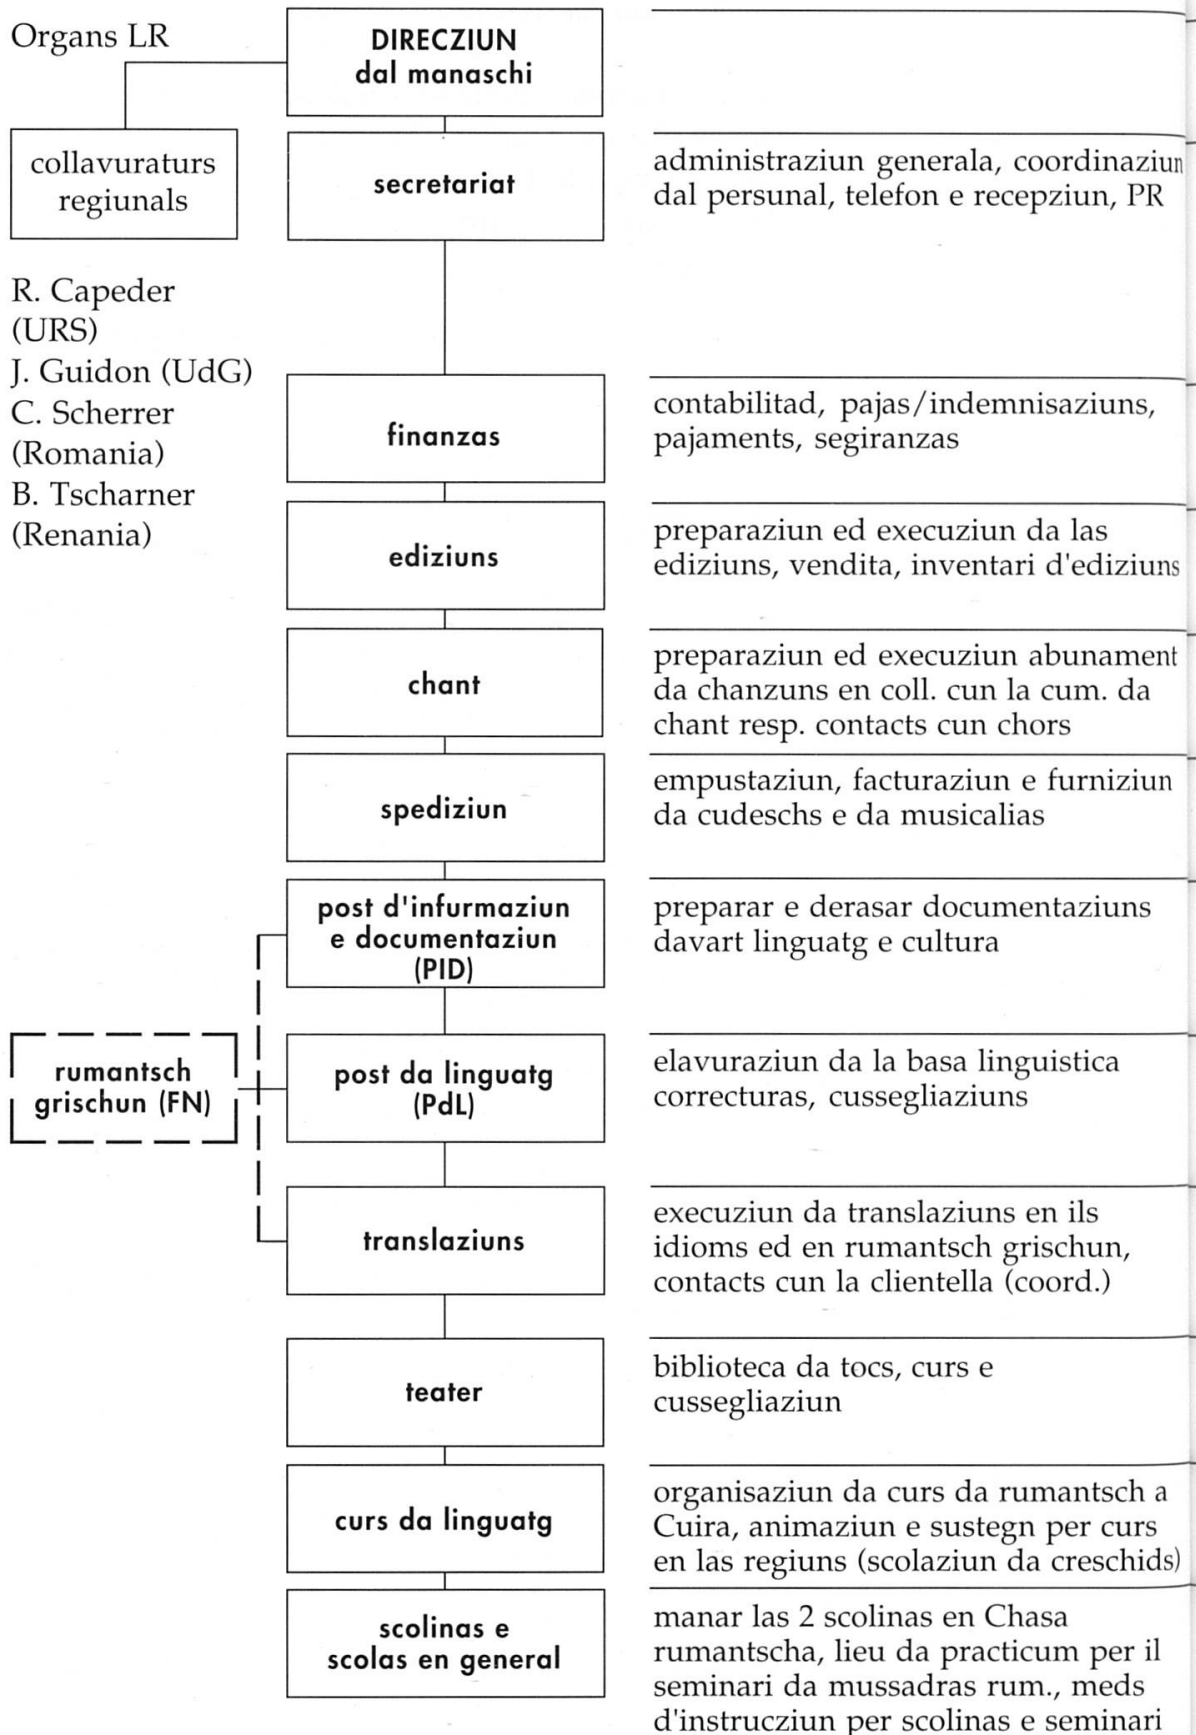 Organs LR
DIRECZIUN
dal manaschi
collavuraturs
regiunals
secretariat
administraziun generala, coordinaziun
dal persunal, telefon e recepziun, PR
R. Capeder
(URS)
J. Guidon (UdG)
C. Scherrer
(Romania)
B. Tscharner
(Renania)
finanzas
contabilitad, pajas/indemnisaziuns,
pajaments, segiranzas
ediziuns
preparaziun ed execuziun da las
ediziuns, vendita, inventari d'ediziuns
chant
preparaziun ed execuziun abunament
da chanzuns en coll. cun la cum. da
chant resp. contacts cun chors
spediziun
empustaziun, facturaziun e furniziun
da cudeschs e da musicalias
post d'infurmaziun
e documentaziun
(PID)
preparar e derasar documentaziuns
davart linguatg e cultura
rumantsch
grischun (FN)
post da linguatg
(PdL)
elavuraziun da la basa linguistica
correcturas, cussegliaziuns
translaziuns
execuziun da translaziuns en ils
idioms ed en rumantsch grischun,
contacts cun la clientella (coord.)
teater
biblioteca da tocs, curs e
cussegliaziun
curs da linguatg
organisaziun da curs da rumantsch a
Cuira, animaziun e sustegn per curs
en las regiuns (scolaziun da creschids)
scolinas e
scolas en general
manar las 2 scolinas en Chasa
rumantscha, lieu da practicum per il
seminari da mussadras rum., meds
d'instrucziun per scolinas e seminari